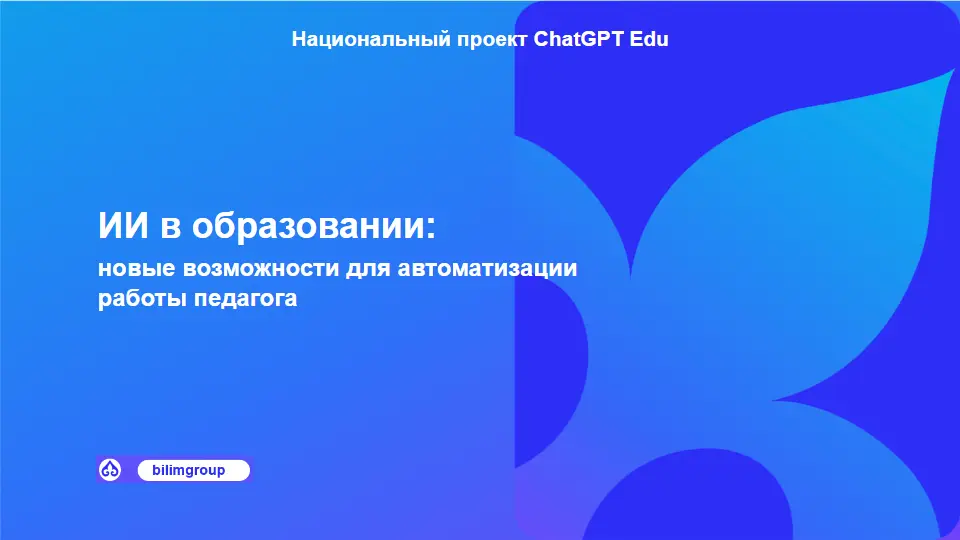 Национальный проект ChatGPT Edu
ИИ в образовании:
новые возможности для автоматизации
работы педагога
bilimgroup